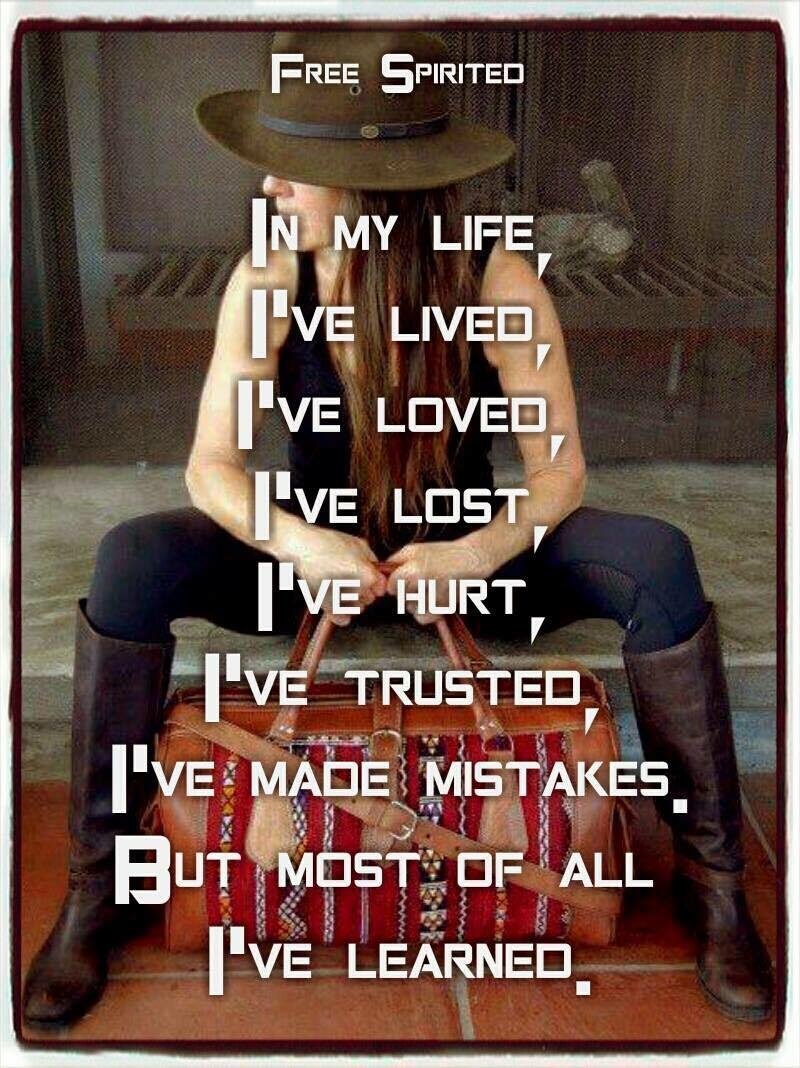 Free Spirited
In my life,
I've lived,
I've loved,
I've lost,
I've hurt,
I've trusted,
I've made mistakes.
But most of all
I've learned.